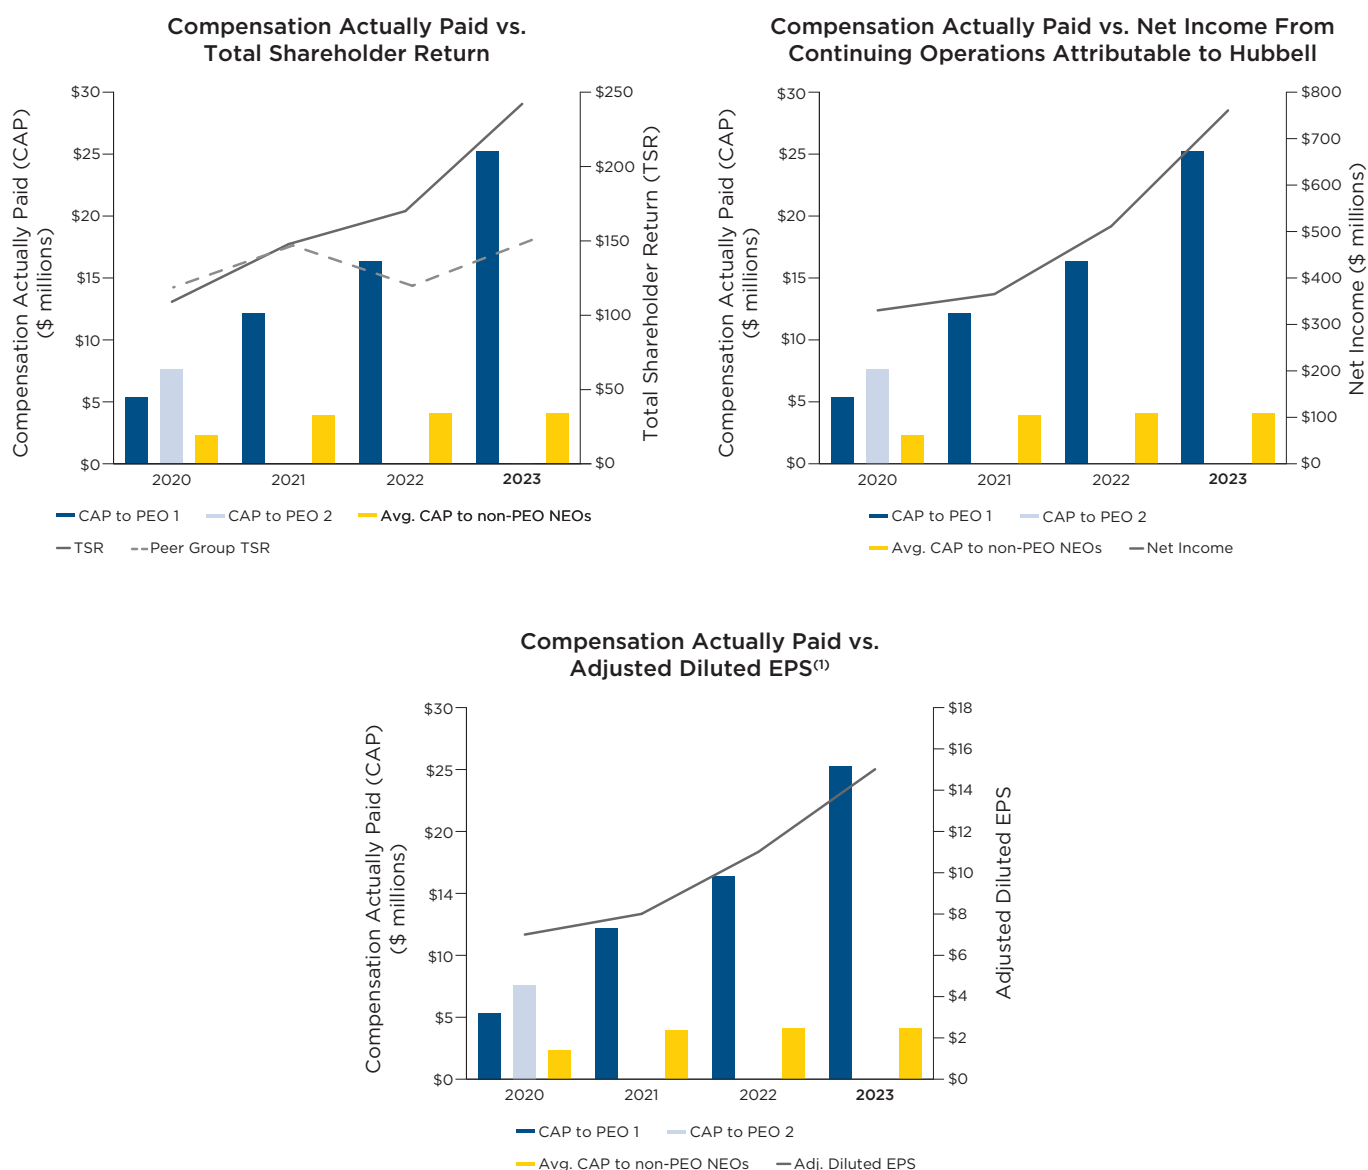 Compensation Actually Paid vs.
Total Shareholder Return
Compensation Actually Paid (CAP)
($ millions)
$30
$25
$20
$15
$10
$5
$0
$250
$200
$150
$100
$50
$0
Total Shareholder Return (TSR)
2020 2021 2022 2023
CAP to PEO 1 CAP to PEO 2 Avg. CAP to non-PEO NEOs
TSR Peer Group TSR
Compensation Actually Paid vs. Net Income From
Continuing Operations Attributable to Hubbell
Compensation Actually Paid (CAP)
($ millions)
$30
$25
$20
$15
$10
$5
$0
$800
$700
$600
$500
$400
$300
$200
$100
$0
Net Income ($ millions)
2020 2021 2022 2023
CAP to PEO 1 CAP to PEO 2
Avg. CAP to non-PEO NEOs Net Income
Compensation Actually Paid vs.
Adjusted Diluted EPS(1)
Compensation Actually Paid (CAP)
($ millions)
$30
$25
$20
$14
$10
$5
$0
$18
$16
$14
$12
$10
$8
$6
$4
$2
$0
Adjusted Diluted EPS
2020 2021 2022 2023
CAP to PEO 1 CAP to PEO 2
Avg. CAP to non-PEO NEOs Adj. Diluted EPS